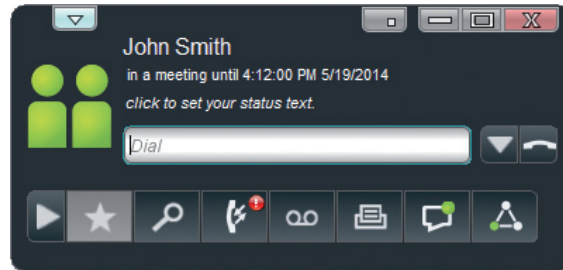 John Smith
in a meeting until 4:12:00 PM 5/19/2014
click to set your status text.
Dial